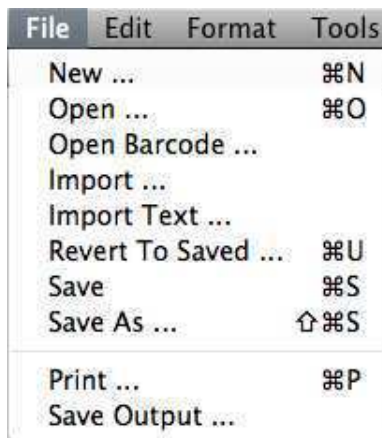 File Edit Format Tools
New ... ⌘N
Open ... ⌘O
Open Barcode ...
Import ...
Import Text ...
Revert To Saved ... ⌘U
Save ⌘S
Save As ... ⇧⌘S
Print ... ⌘P
Save Output ...